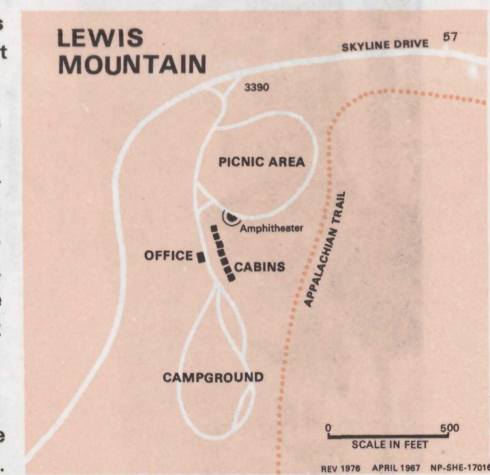 s
t
e
e
.
LEWIS
MOUNTAIN
SKYLINE DRIVE 57
3390
PICNIC AREA
Amphitheater
OFFICE
CABINS
APPALACHIAN TRAIL
CAMPGROUND
0 500
SCALE IN FEET
REV 1976 APRIL 1967 NP-SHE-17016